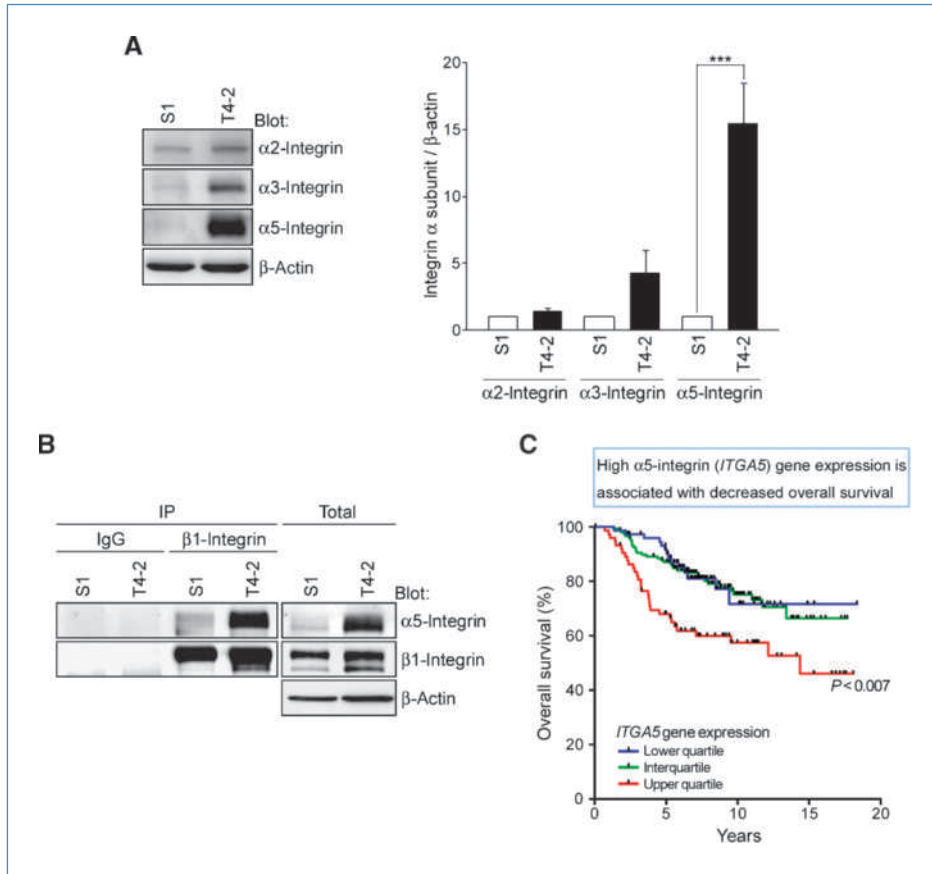 A
S1
T4-2
Blot:
α2-Integrin
α3-Integrin
α5-Integrin
β-Actin
Integrin α subunit / β-actin
20
15
10
5
0
***
S1
T4-2
S1
T4-2
S1
T4-2
α2-Integrin
α3-Integrin
α5-Integrin
B
IP
Total
IgG
β1-Integrin
S1
T4-2
S1
T4-2
S1
T4-2
Blot:
α5-Integrin
β1-Integrin
β-Actin
C
High α5-integrin (ITGA5) gene expression is
associated with decreased overall survival
Overall survival (%)
100
80
60
40
20
0
P < 0.007
ITGA5 gene expression
Lower quartile
Interquartile
Upper quartile
0
5
10
15
20
Years